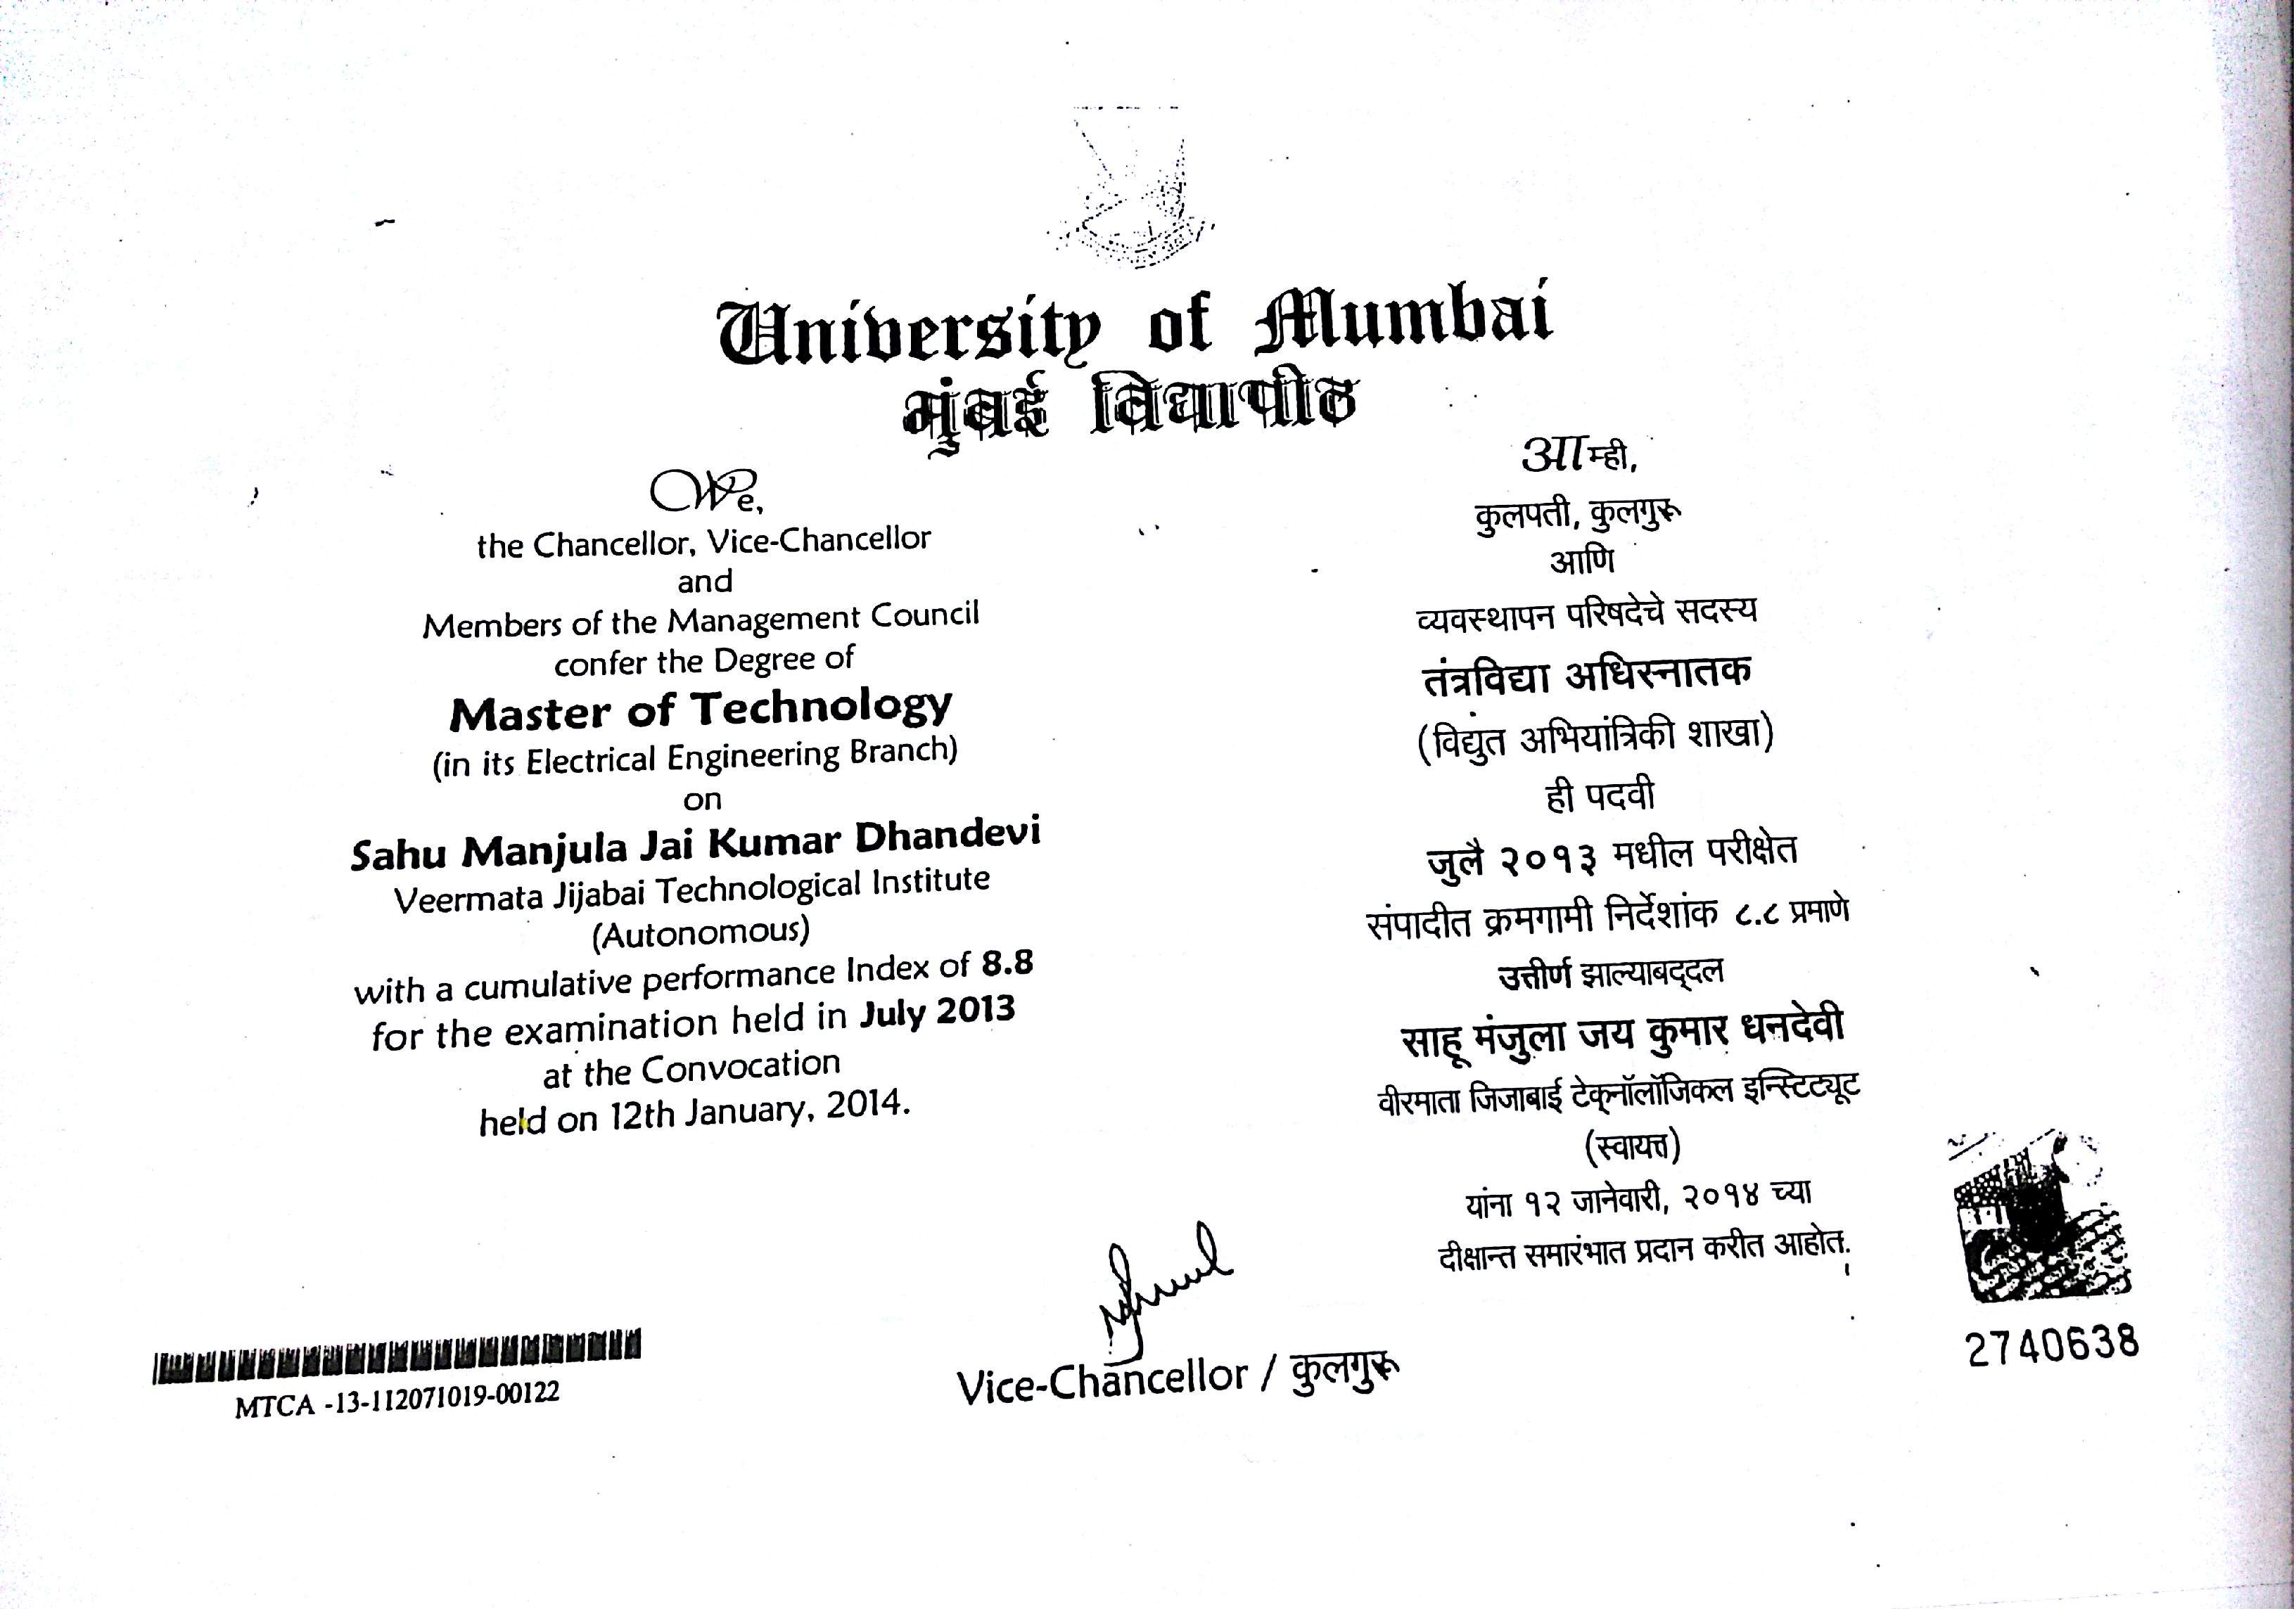 University of Mumbai
मुंबई विद्यापीठ
We,
the Chancellor, Vice-Chancellor
and
Members of the Management Council
confer the Degree of
Master of Technology
(in its Electrical Engineering Branch)
on
Sahu Manjula Jai Kumar Dhandevi
Veermata Jijabai Technological Institute
(Autonomous)
with a cumulative performance Index of 8.8
for the examination held in July 2013
at the Convocation
held on 12th January, 2014.
आम्ही,
कुलपती, कुलगुरू
आणि
व्यवस्थापन परिषदेचे सदस्य
तंत्रविद्या अधिस्नातक
(विद्युत अभियांत्रिकी शाखा)
ही पदवी
जुलै २०१३ मधील परीक्षेत
संपादीत क्रमगामी निर्देशांक ८.८ प्रमाणे
उत्तीर्ण झाल्याबद्दल
साहू मंजुला जय कुमार धनदेवी
वीरमाता जिजाबाई टेक्नॉलॉजिकल इन्स्टिट्यूट
(स्वायत्त)
यांना १२ जानेवारी, २०१४ च्या
दीक्षान्त समारंभात प्रदान करीत आहोत.
Vice-Chancellor / कुलगुरू
MTCA -13-112071019-00122
2740638